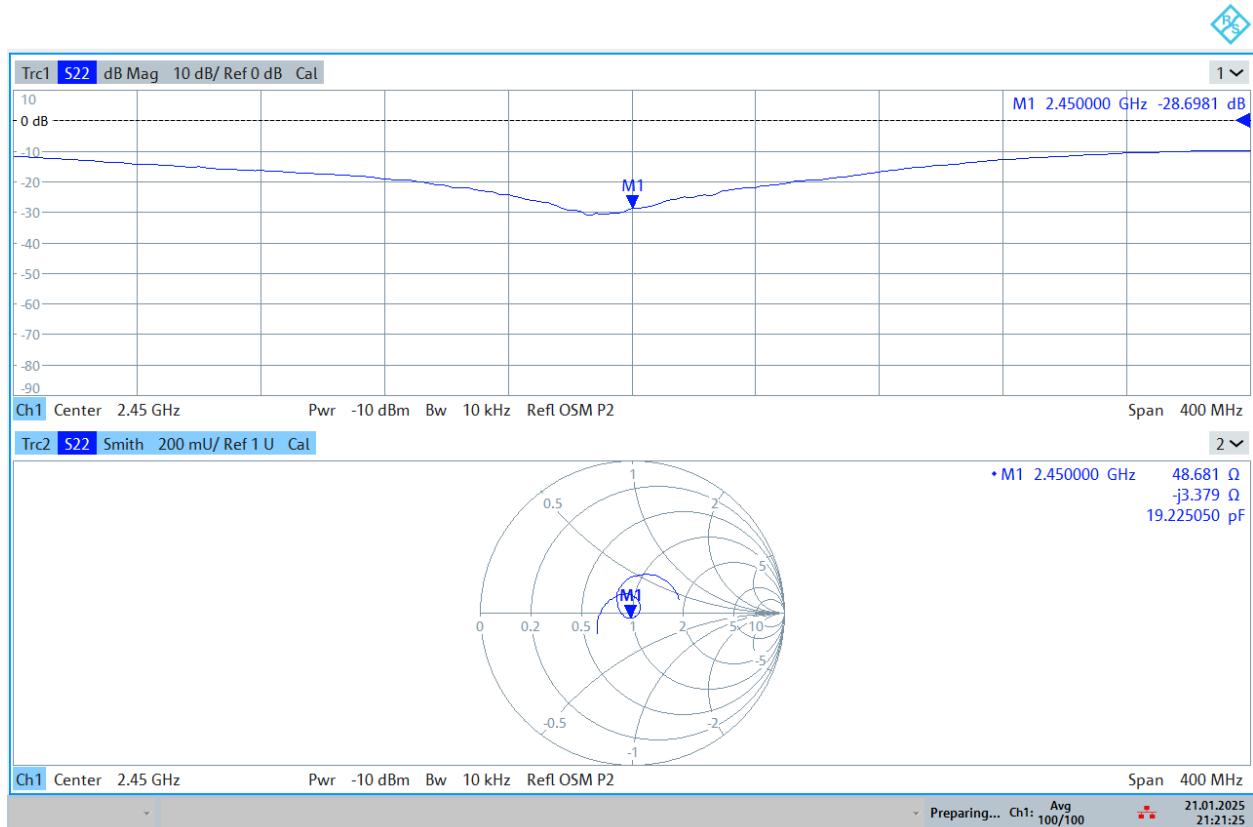 R&S
Trc1 S22 dB Mag 10 dB/ Ref 0 dB Cal 1
M1 2.450000 GHz -28.6981 dB
10
0 dB
-10
-20
M1
-30
-40
-50
-60
-70
-80
-90
Ch1 Center 2.45 GHz Pwr -10 dBm Bw 10 kHz Refl OSM P2 Span 400 MHz
Trc2 S22 Smith 200 mU/ Ref 1 U Cal 2
• M1 2.450000 GHz 48.681 Ω
-j3.379 Ω
19.225050 pF
1
0.5 2
5
M1
0 0.2 0.5 1 2 5 10
-5
-0.5 -2
-1
Ch1 Center 2.45 GHz Pwr -10 dBm Bw 10 kHz Refl OSM P2 Span 400 MHz
Preparing... Ch1: Avg 100/100 21.01.2025
21:21:25